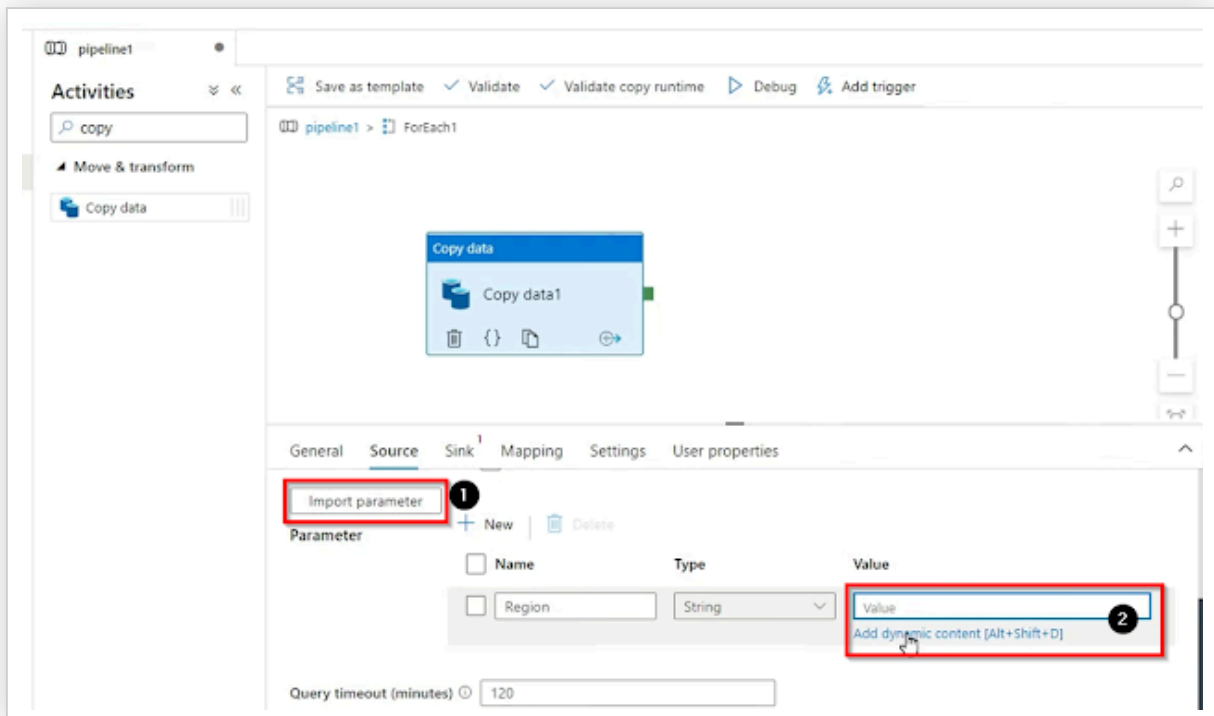 pipeline1
Activities
copy
Move & transform
Copy data
Save as template
Validate
Validate copy runtime
Debug
Add trigger
pipeline1 > ForEach1
Copy data
Copy data1
{}
General
Source
Sink 1
Mapping
Settings
User properties
Import parameter
1
Parameter
New
Delete
Name
Type
Value
Region
String
Value
2
Add dynamic content [Alt+Shift+D]
Query timeout (minutes)
120